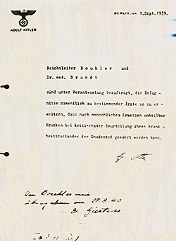 ADOLF HITLER
BERLIN, 1.Sept. 1939.
Reichsleiter Bouhler und
Dr. med. Brandt
sind unter Verantwortung beauftragt, die Befug-
nisse namentlich zu bestimmender Ärzte so zu er-
weitern, dass nach menschlichem Ermessen unheilbar
Kranken bei kritischster Beurteilung ihres Krank-
heitszustandes der Gnadentod gewährt werden kann.
Von Bouhler mir
übergeben am 27.8.40
Dr. Gürtner